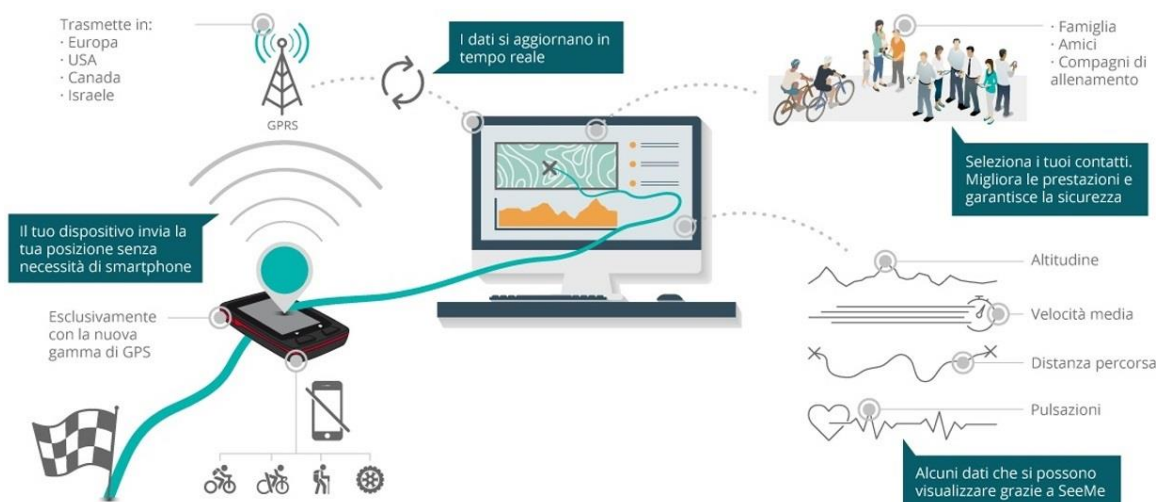 Trasmette in:
· Europa
· USA
· Canada
· Israele
GPRS
I dati si aggiornano in
tempo reale
· Famiglia
· Amici
· Compagni di
allenamento
Seleziona i tuoi contatti.
Migliora le prestazioni e
garantisce la sicurezza
Il tuo dispositivo invia la
tua posizione senza
necessità di smartphone
Esclusivamente
con la nuova
gamma di GPS
Altitudine
Velocità media
Distanza percorsa
Pulsazioni
Alcuni dati che si possono
visualizzare grazie a SeeMe